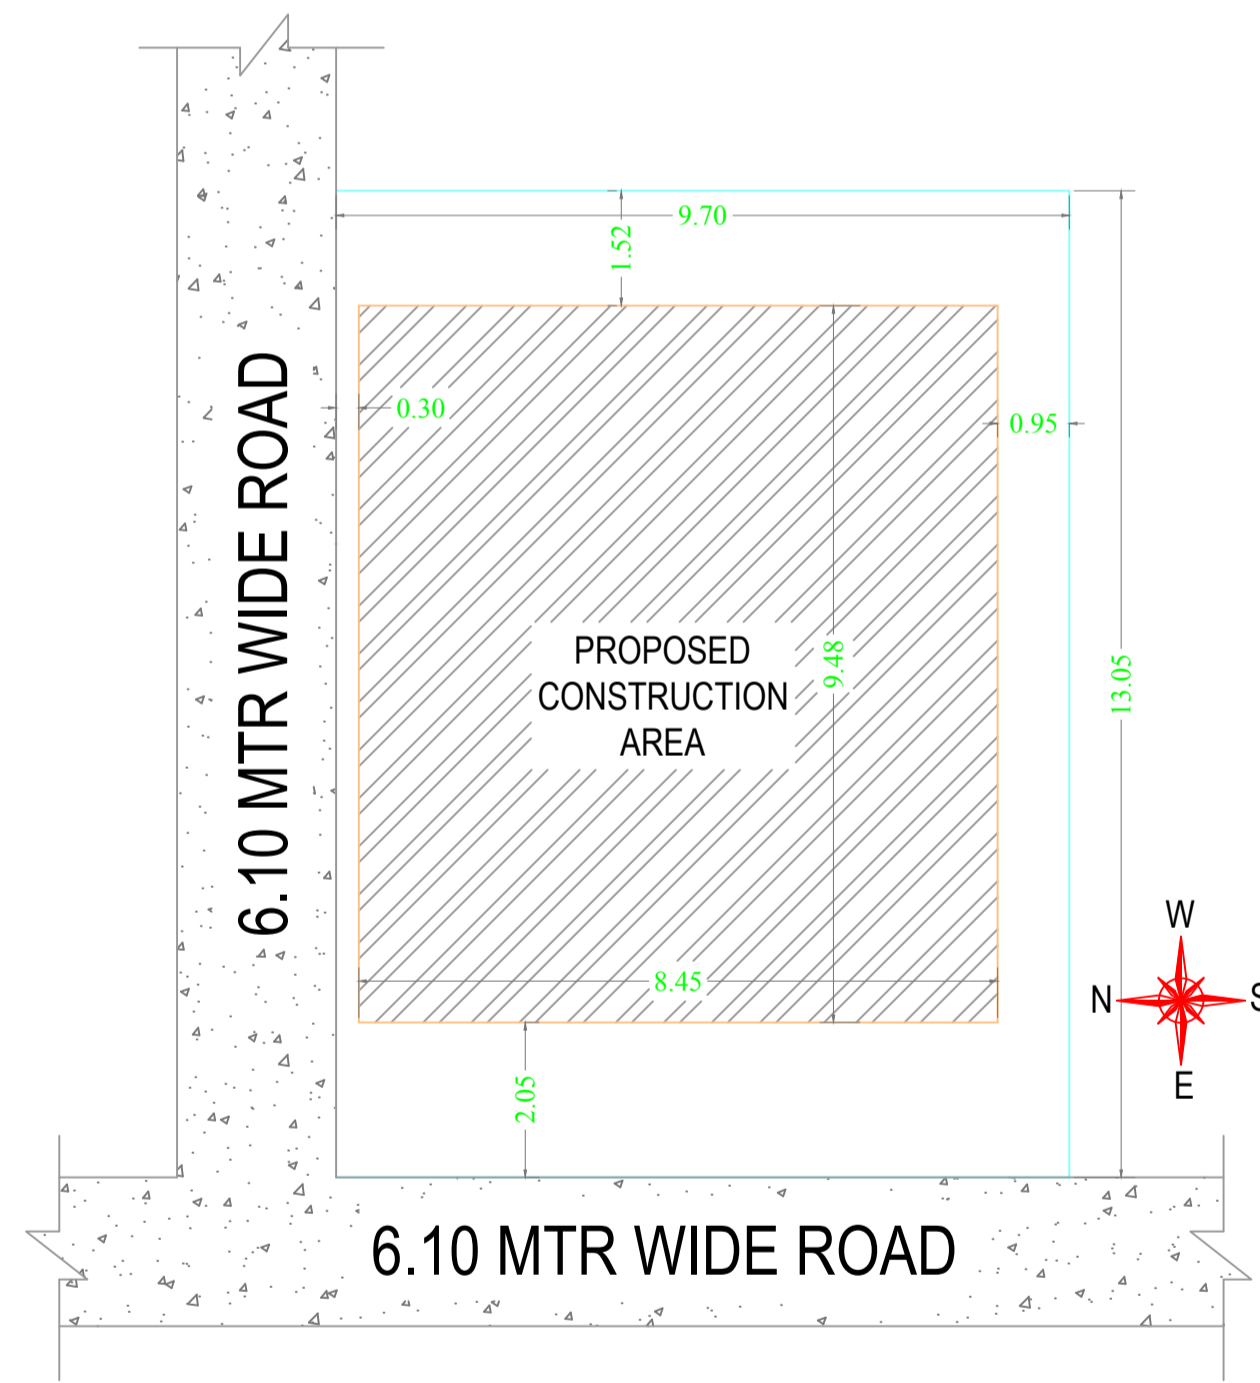 9.70
1.52
0.30
0.95
6.10 MTR WIDE ROAD
PROPOSED
CONSTRUCTION
AREA
9.48
13.05
8.45
2.05
W
N
S
E
6.10 MTR WIDE ROAD